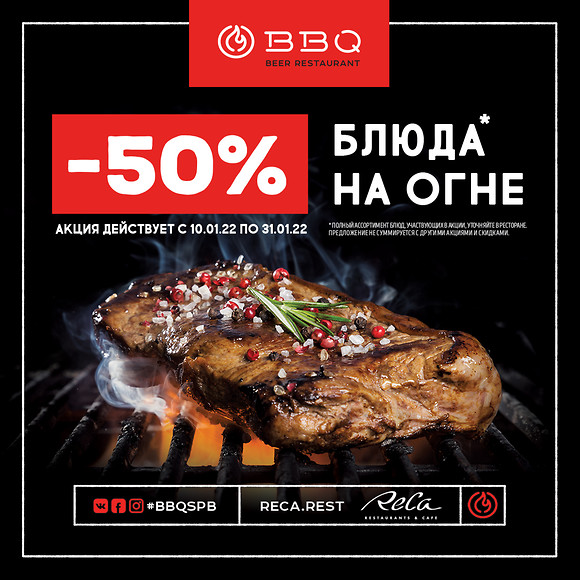 BBQ
BEER RESTAURANT
-50%
БЛЮДА*
НА ОГНЕ
АКЦИЯ ДЕЙСТВУЕТ С 10.01.22 ПО 31.01.22
*ПОЛНЫЙ АССОРТИМЕНТ БЛЮД, УЧАСТВУЮЩИХ В АКЦИИ, УТОЧНЯЙТЕ В РЕСТОРАНЕ.
ПРЕДЛОЖЕНИЕ НЕ СУММИРУЕТСЯ С ДРУГИМИ АКЦИЯМИ И СКИДКАМИ.
#BBQSPB
RECA.REST
ReCa
RESTAURANTS & CAFE